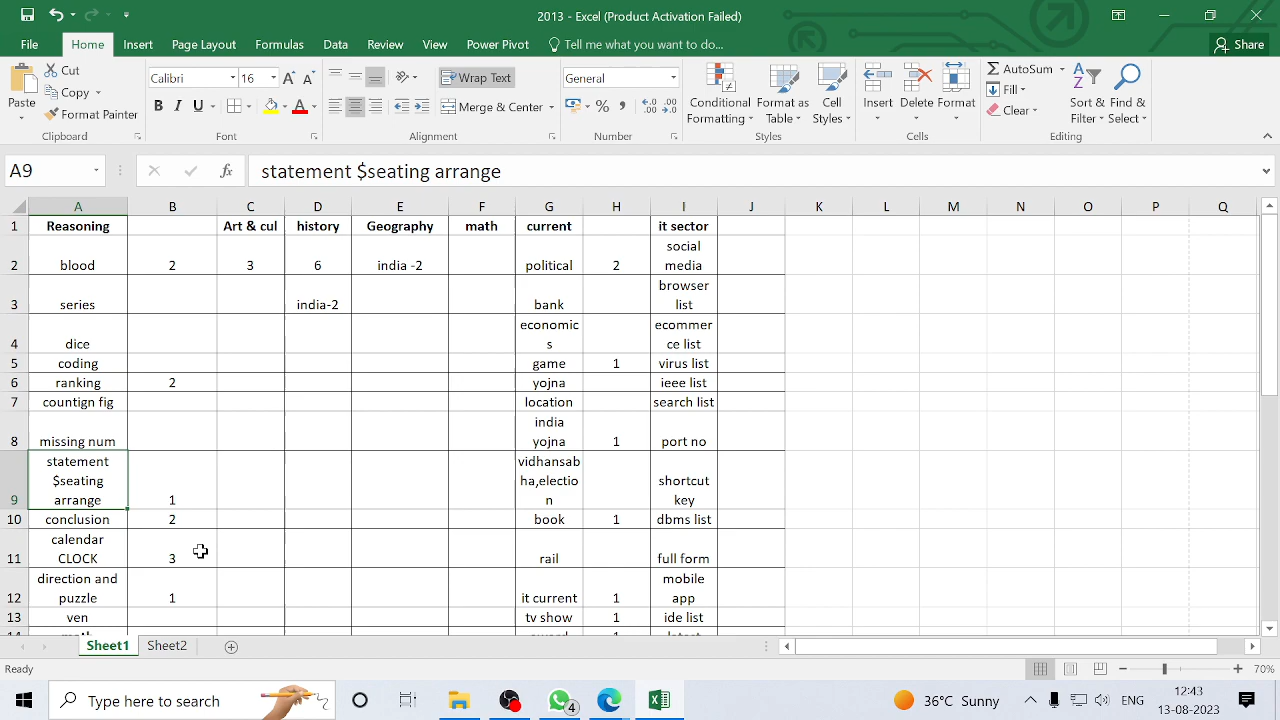 2013 - Excel (Product Activation Failed)
File Home Insert Page Layout Formulas Data Review View Power Pivot Tell me what you want to do... Share
Paste Cut Copy Format Painter
Calibri 16 A A
B I U A
Wrap Text
Merge & Center
General
% ,
Conditional Formatting Format as Table Cell Styles
Insert Delete Format
AutoSum
Fill
Clear
Sort & Filter Find & Select
Clipboard Font Alignment Number Styles Cells Editing
A9 fx statement $seating arrange
A B C D E F G H I J K L M N O P Q
1 Reasoning Art & cul history Geography math current it sector
2 blood 2 3 6 india -2 political 2 social media
3 series india-2 bank browser list
4 dice economics ecommerce list
5 coding game 1 virus list
6 ranking 2 yojna ieee list
7 countign fig location search list
8 missing num india yojna 1 port no
9 statement $seating arrange 1 vidhansabha,election shortcut key
10 conclusion 2 book 1 dbms list
11 calendar CLOCK 3 rail full form
12 direction and puzzle 1 it current 1 mobile app
13 ven tv show 1 ide list
Sheet1 Sheet2
Ready 70%
Type here to search 4 36°C Sunny ENG 12:43
13-08-2023